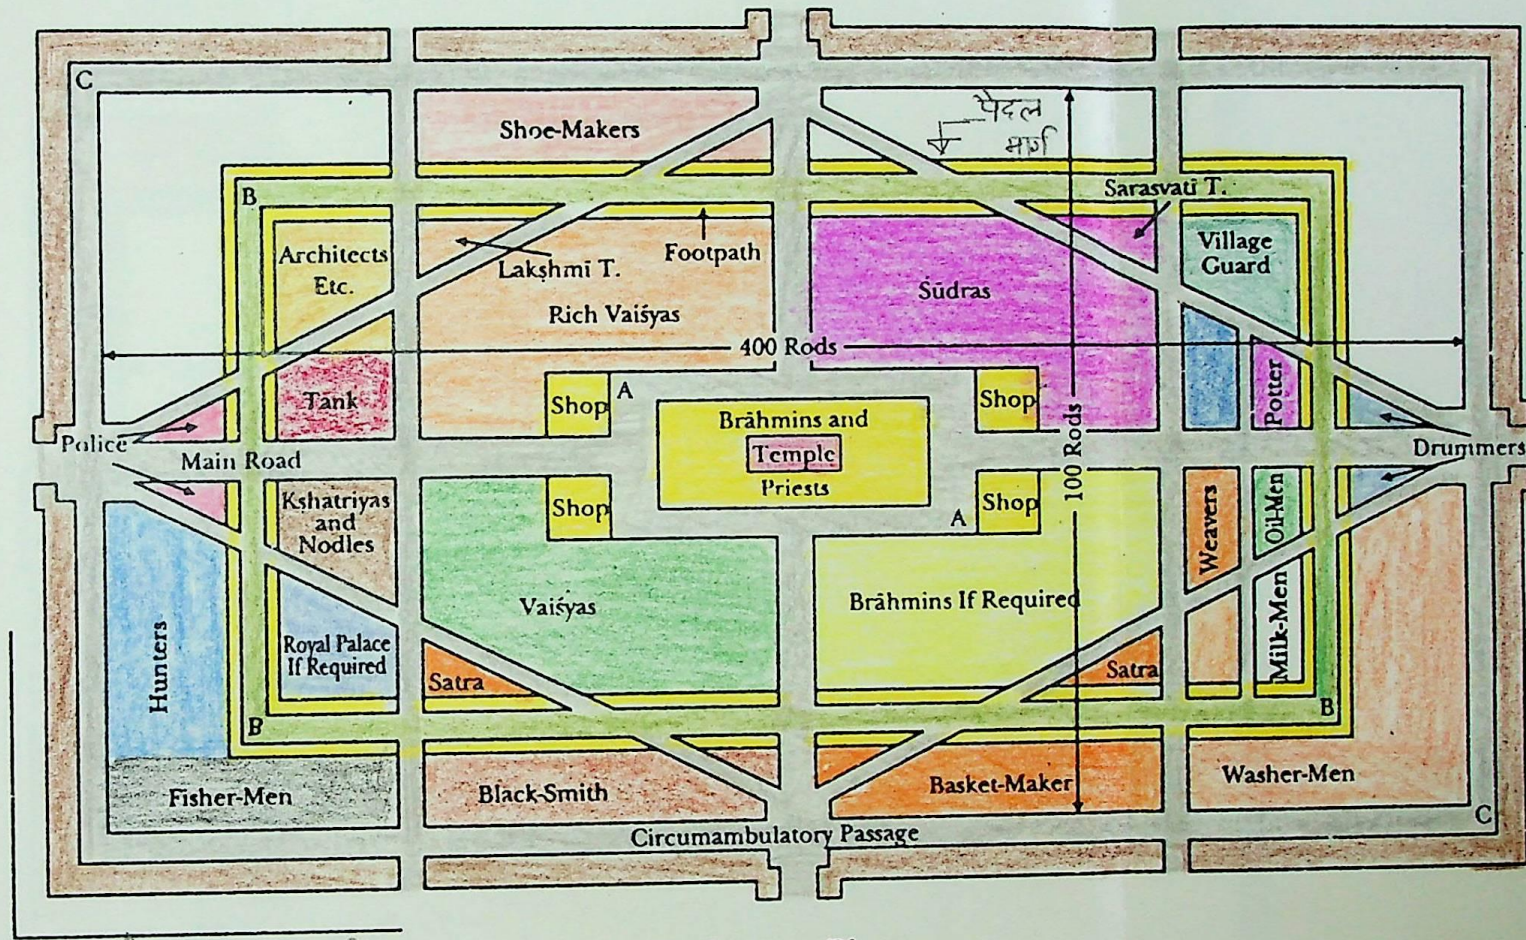 C
Shoe-Makers
पैदल
मार्ग
B
Sarasvatī T.
Architects
Etc.
Lakṣhmī T.
Footpath
Village
Guard
Rich Vaiśyas
Śūdras
400 Rods
Tank
Shop
A
Brāhmins and
Temple
Priests
Shop
Potter
Police
Main Road
100 Rods
Drummers
Kṣhatriyas
and
Nodles
Shop
A
Shop
Weavers
Oil-Men
Vaiśyas
Brāhmins If Required
Hunters
Royal Palace
If Required
Satra
Satra
Milk-Men
B
B
Fisher-Men
Black-Smith
Basket-Maker
Washer-Men
C
Circumambulatory Passage